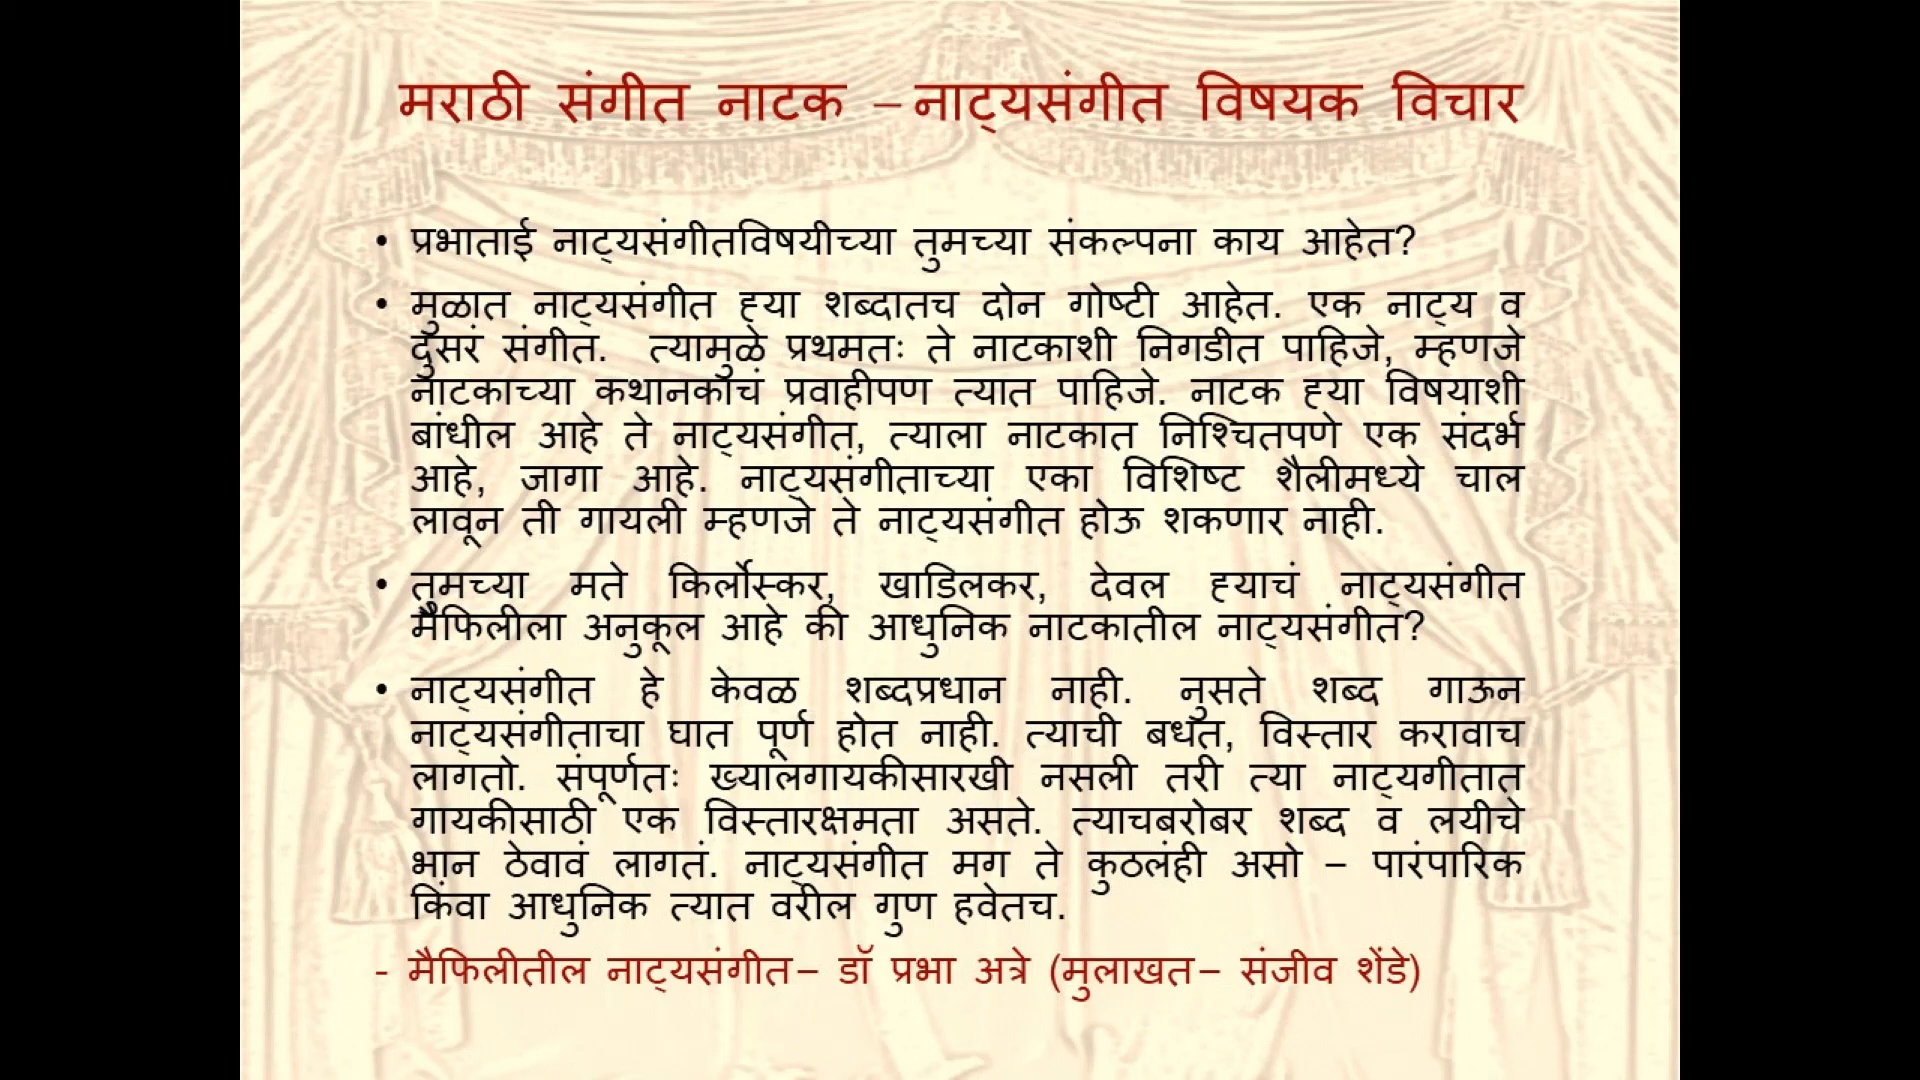 मराठी संगीत नाटक – नाट्यसंगीत विषयक विचार
• प्रभाताई नाट्यसंगीतविषयीच्या तुमच्या संकल्पना काय आहेत?
• मुळात नाट्यसंगीत ह्या शब्दातच दोन गोष्टी आहेत. एक नाट्य व
दुसरं संगीत. त्यामुळे प्रथमतः ते नाटकाशी निगडीत पाहिजे, म्हणजे
नाटकाच्या कथानकाचं प्रवाहीपण त्यात पाहिजे. नाटक ह्या विषयाशी
बांधील आहे ते नाट्यसंगीत, त्याला नाटकात निश्चितपणे एक संदर्भ
आहे, जागा आहे. नाट्यसंगीताच्या एका विशिष्ट शैलीमध्ये चाल
लावून ती गायली म्हणजे ते नाट्यसंगीत होऊ शकणार नाही.
• तुमच्या मते किर्लोस्कर, खाडिलकर, देवल ह्याचं नाट्यसंगीत
मैफिलीला अनुकूल आहे की आधुनिक नाटकातील नाट्यसंगीत?
• नाट्यसंगीत हे केवळ शब्दप्रधान नाही. नुसते शब्द गाऊन
नाट्यसंगीताचा घात पूर्ण होत नाही. त्याची बधत, विस्तार करावाच
लागतो. संपूर्णतः ख्यालगायकीसारखी नसली तरी त्या नाट्यगीतात
गायकीसाठी एक विस्तारक्षमता असते. त्याचबरोबर शब्द व लयीचे
भान ठेवावं लागतं. नाट्यसंगीत मग ते कुठलंही असो – पारंपारिक
किंवा आधुनिक त्यात वरील गुण हवेतच.
- मैफिलीतील नाट्यसंगीत– डॉ प्रभा अत्रे (मुलाखत– संजीव शेंडे)